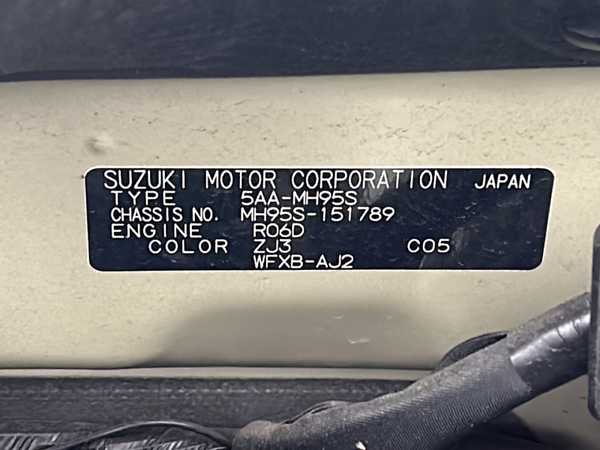 SUZUKI MOTOR CORPORATION JAPAN
TYPE 5AA-MH95S
CHASSIS NO. MH95S-151789
ENGINE R06D
COLOR ZJ3 C05
WFXB-AJ2